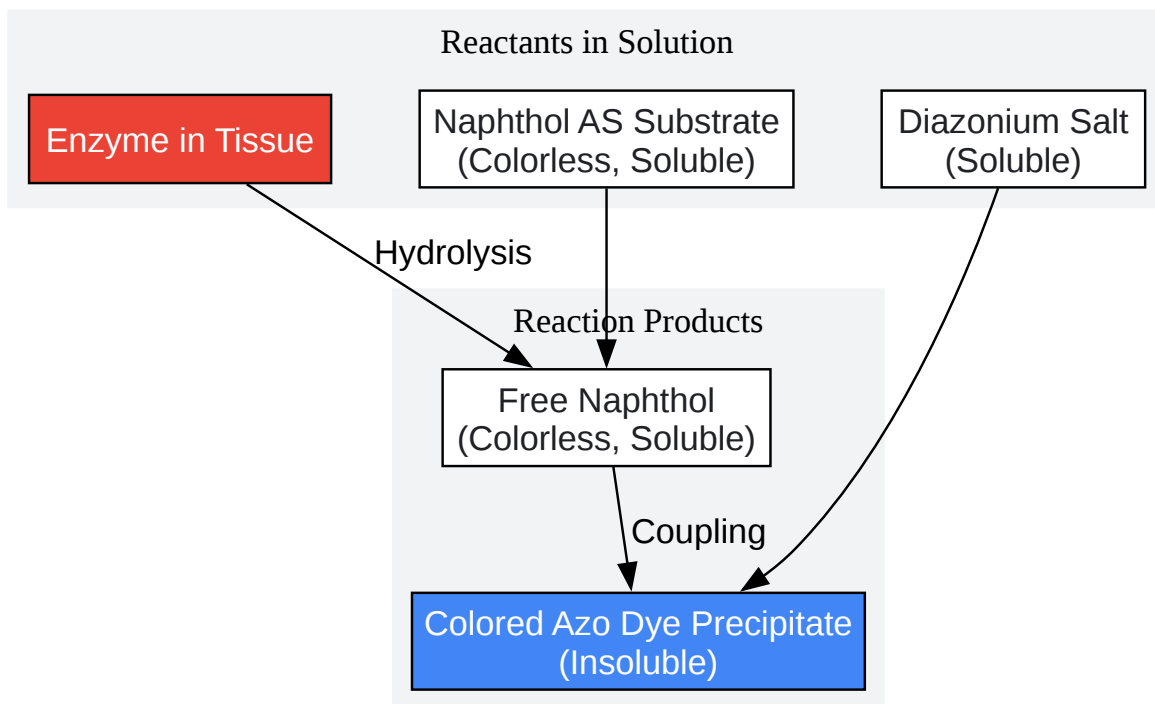 Reactants in Solution
Enzyme in Tissue
Naphthol AS Substrate
(Colorless, Soluble)
Diazonium Salt
(Soluble)
Hydrolysis
Reaction Products
Free Naphthol
(Colorless, Soluble)
Coupling
Colored Azo Dye Precipitate
(Insoluble)